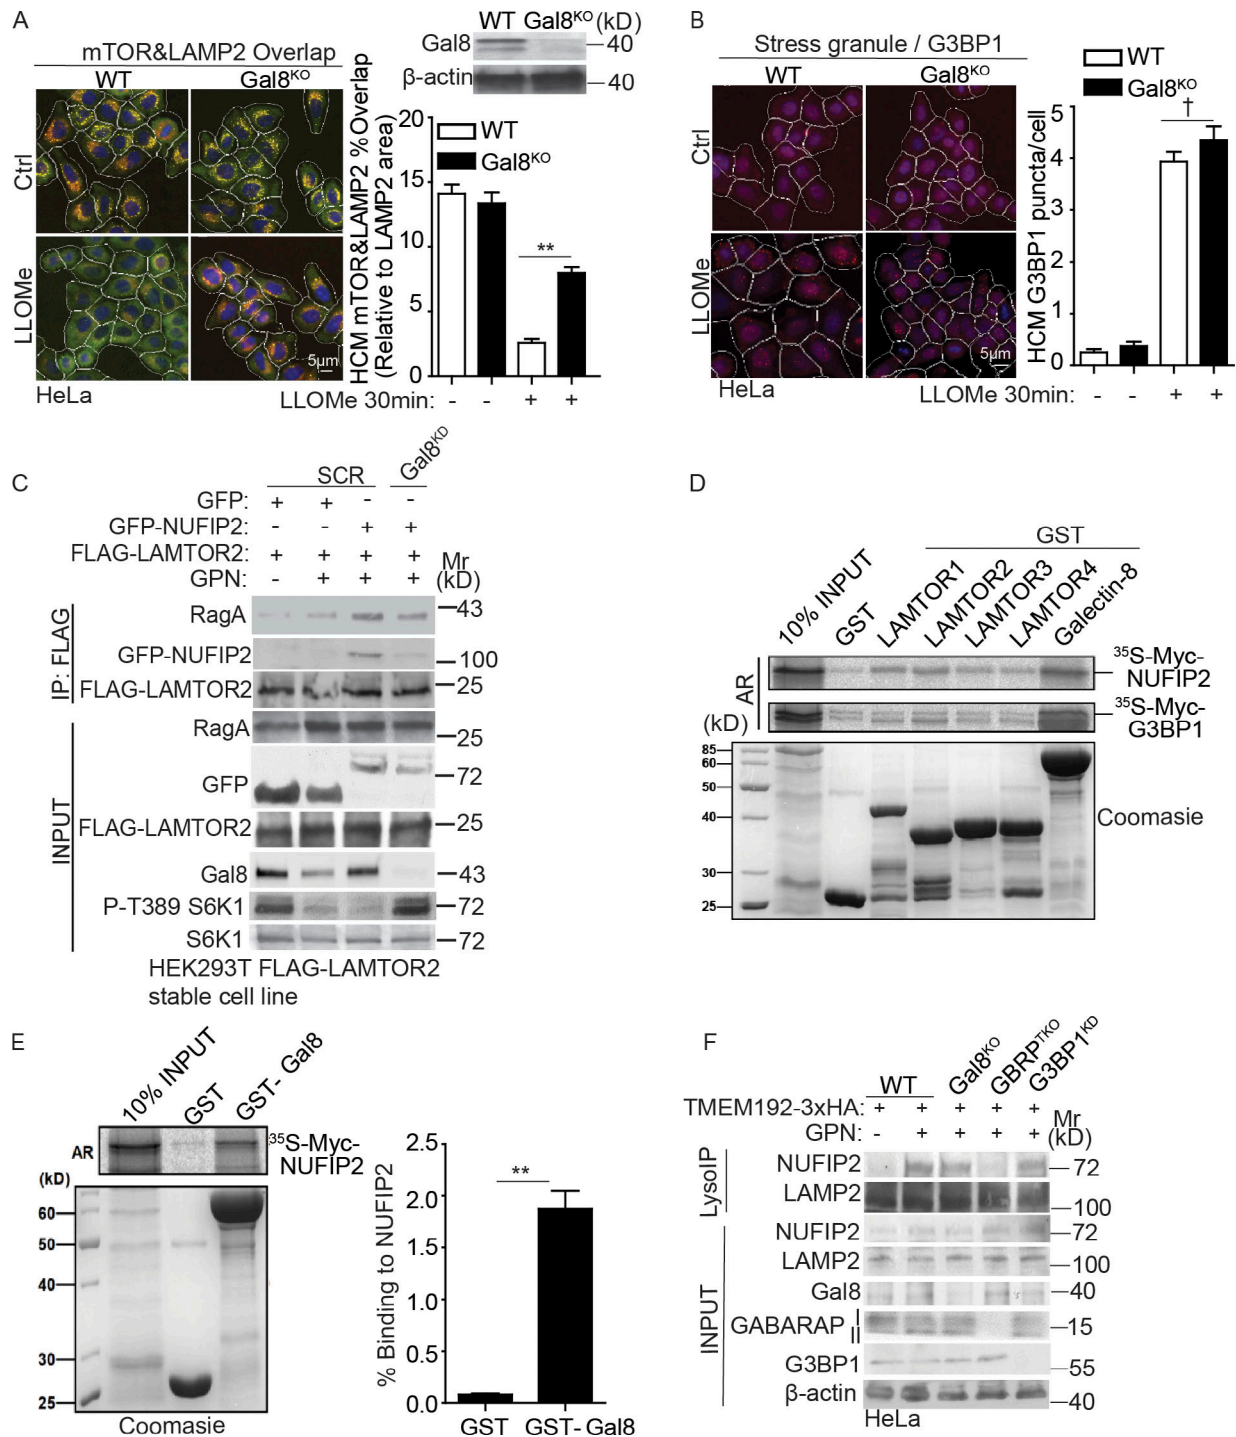 A
mTOR&LAMP2 Overlap
WT Gal8KO
Ctrl
LLOMe
5µm
HeLa
WT Gal8KO (kD)
Gal8 40
β-actin 40
HCM mTOR&LAMP2 %Overlap
(Relative to LAMP2 area)
20
15
10
5
0
WT
Gal8KO
**
LLOMe 30min: - - + +
B
Stress granule / G3BP1
WT Gal8KO
Ctrl
LLOMe
5µm
HeLa
HCM G3BP1 puncta/cell
5
4
3
2
1
0
WT
Gal8KO
†
LLOMe 30min: - - + +
C
SCR Gal8KD
GFP: + + - -
GFP-NUFIP2: - - + +
FLAG-LAMTOR2: + + + +
GPN: - + + +
Mr
(kD)
IP: FLAG
RagA 43
GFP-NUFIP2 100
FLAG-LAMTOR2 25
INPUT
RagA 25
GFP 72
FLAG-LAMTOR2 25
Gal8 43
P-T389 S6K1 72
S6K1 72
HEK293T FLAG-LAMTOR2
stable cell line
D
GST
10% INPUT GST LAMTOR1 LAMTOR2 LAMTOR3 LAMTOR4 Galectin-8
AR
35S-Myc-
NUFIP2
35S-Myc-
G3BP1
(kD)
85
60
50
40
30
25
Coomasie
E
10% INPUT GST GST- Gal8
AR
35S-Myc-
NUFIP2
(kD)
60
50
40
30
25
Coomasie
% Binding to NUFIP2
2.5
2.0
1.5
1.0
0.5
0.0
**
GST GST- Gal8
F
WT Gal8KO GBRPTKO G3BP1KD
TMEM192-3xHA: + + + + +
GPN: - + + + +
Mr
(kD)
LysoIP
NUFIP2 72
LAMP2 100
INPUT
NUFIP2 72
LAMP2 100
Gal8 40
GABARAP I II 15
G3BP1 55
β-actin 40
HeLa